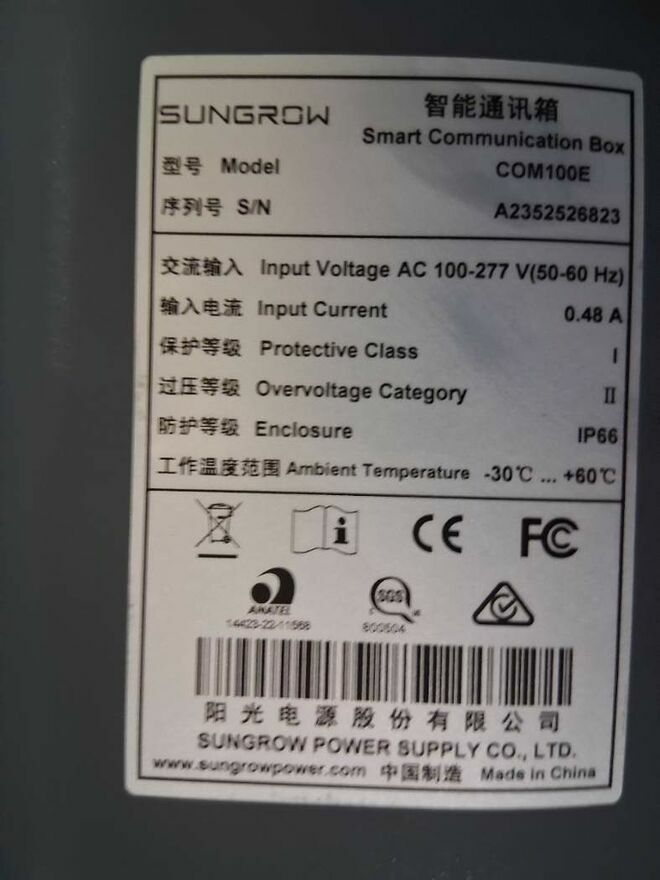 SUNGROW 智能通讯箱
Smart Communication Box
型号 Model COM100E
序列号 S/N A2352526823
交流输入 Input Voltage AC 100-277 V(50-60 Hz)
输入电流 Input Current 0.48 A
保护等级 Protective Class I
过压等级 Overvoltage Category II
防护等级 Enclosure IP66
工作温度范围 Ambient Temperature -30℃ ... +60℃
i CE FC
ANATEL SGS
14423-22-11568 800504
阳光电源股份有限公司
SUNGROW POWER SUPPLY CO., LTD.
www.sungrowpower.com 中国制造 Made in China